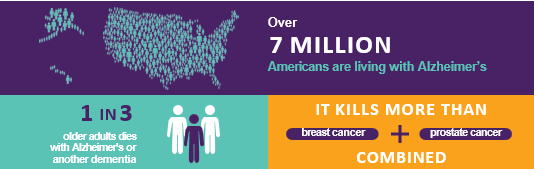 Over
7 MILLION
Americans are living with Alzheimer's
1 IN 3
older adults dies
with Alzheimer's or
another dementia
IT KILLS MORE THAN
breast cancer + prostate cancer
COMBINED